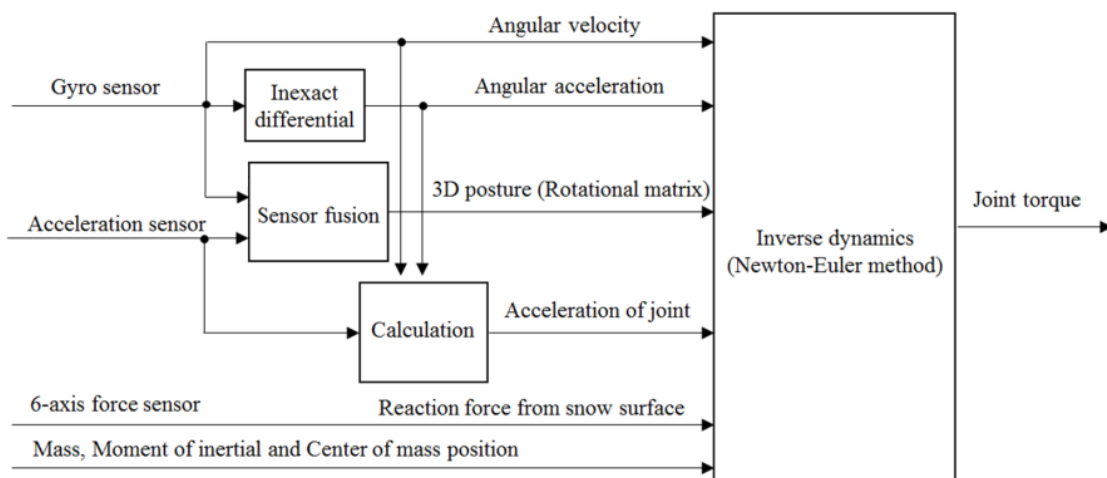 Angular velocity
Gyro sensor
Inexact
differential
Angular acceleration
3D posture (Rotational matrix)
Sensor fusion
Acceleration sensor
Joint torque
Inverse dynamics
(Newton-Euler method)
Acceleration of joint
Calculation
6-axis force sensor
Reaction force from snow surface
Mass, Moment of inertial and Center of mass position